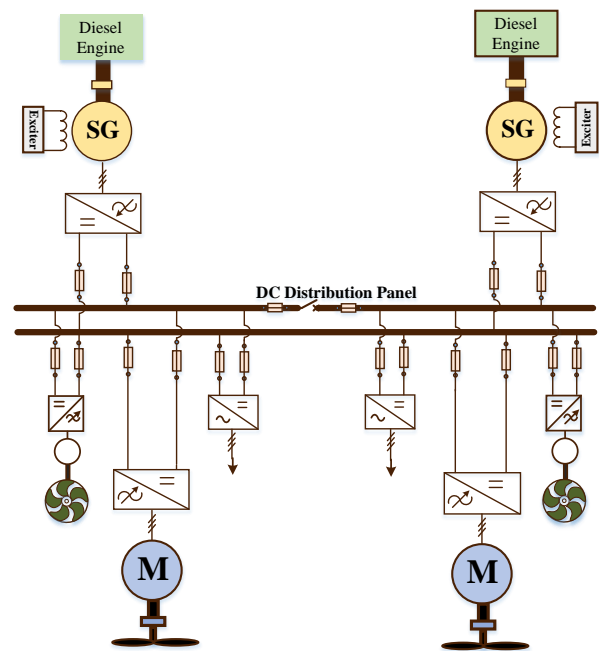 Diesel
Engine
Diesel
Engine
Exciter
SG
SG
Exciter
DC Distribution Panel
M
M